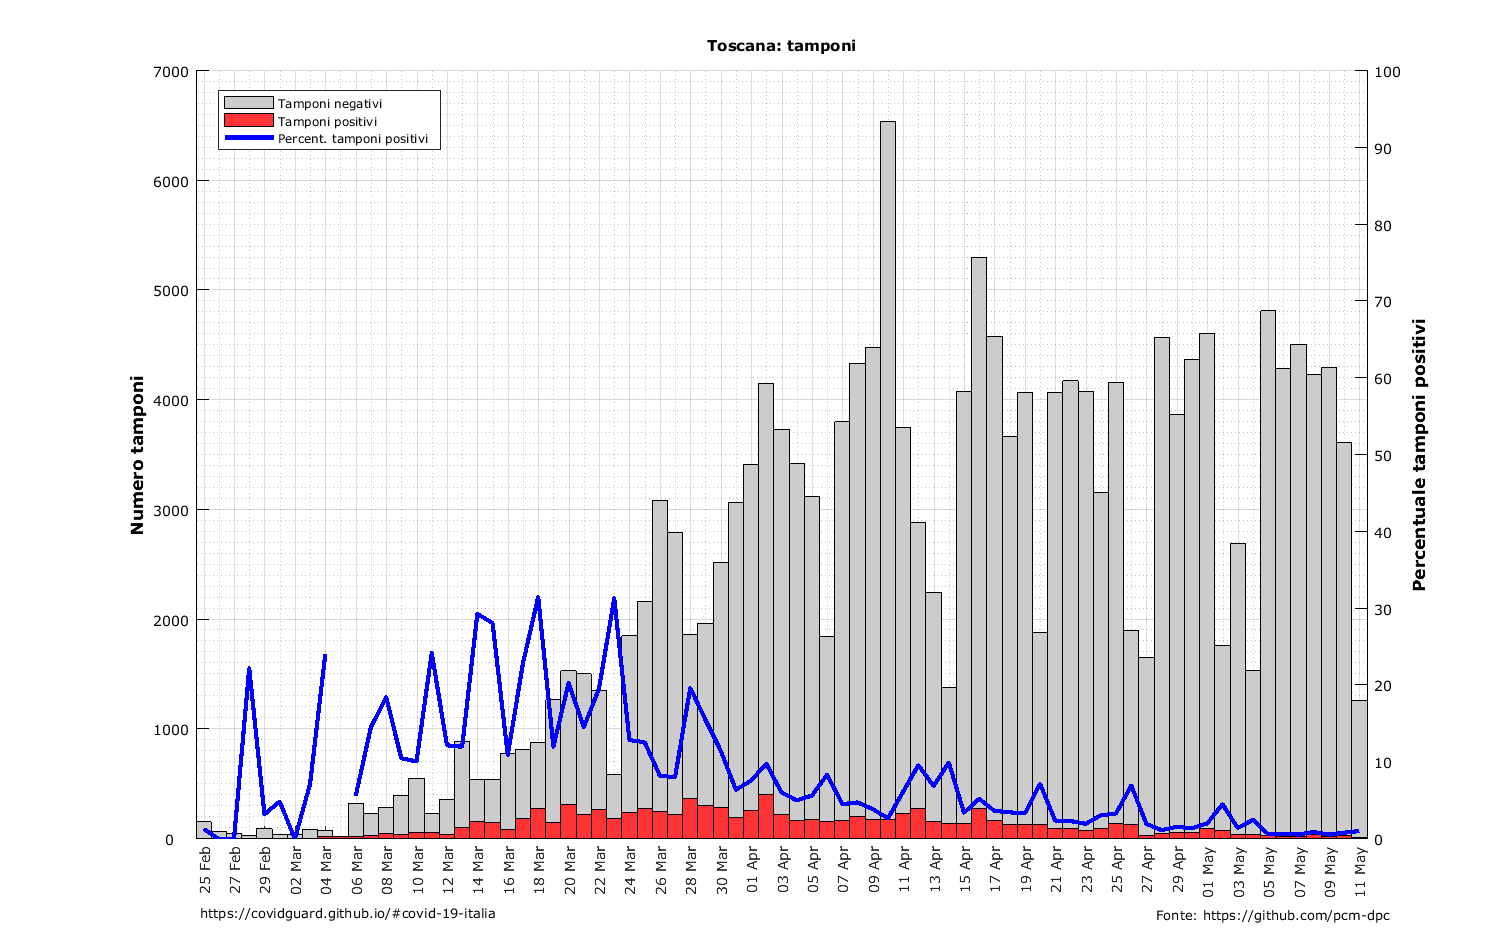 Toscana: tamponi
Tamponi negativi
Tamponi positivi
Percent. tamponi positivi
Numero tamponi
7000
6000
5000
4000
3000
2000
1000
0
Percentuale tamponi positivi
100
90
80
70
60
50
40
30
20
10
0
25 Feb
27 Feb
29 Feb
02 Mar
04 Mar
06 Mar
08 Mar
10 Mar
12 Mar
14 Mar
16 Mar
18 Mar
20 Mar
22 Mar
24 Mar
26 Mar
28 Mar
30 Mar
01 Apr
03 Apr
05 Apr
07 Apr
09 Apr
11 Apr
13 Apr
15 Apr
17 Apr
19 Apr
21 Apr
23 Apr
25 Apr
27 Apr
29 Apr
01 May
03 May
05 May
07 May
09 May
11 May
https://covidguard.github.io/#covid-19-italia
Fonte: https://github.com/pcm-dpc